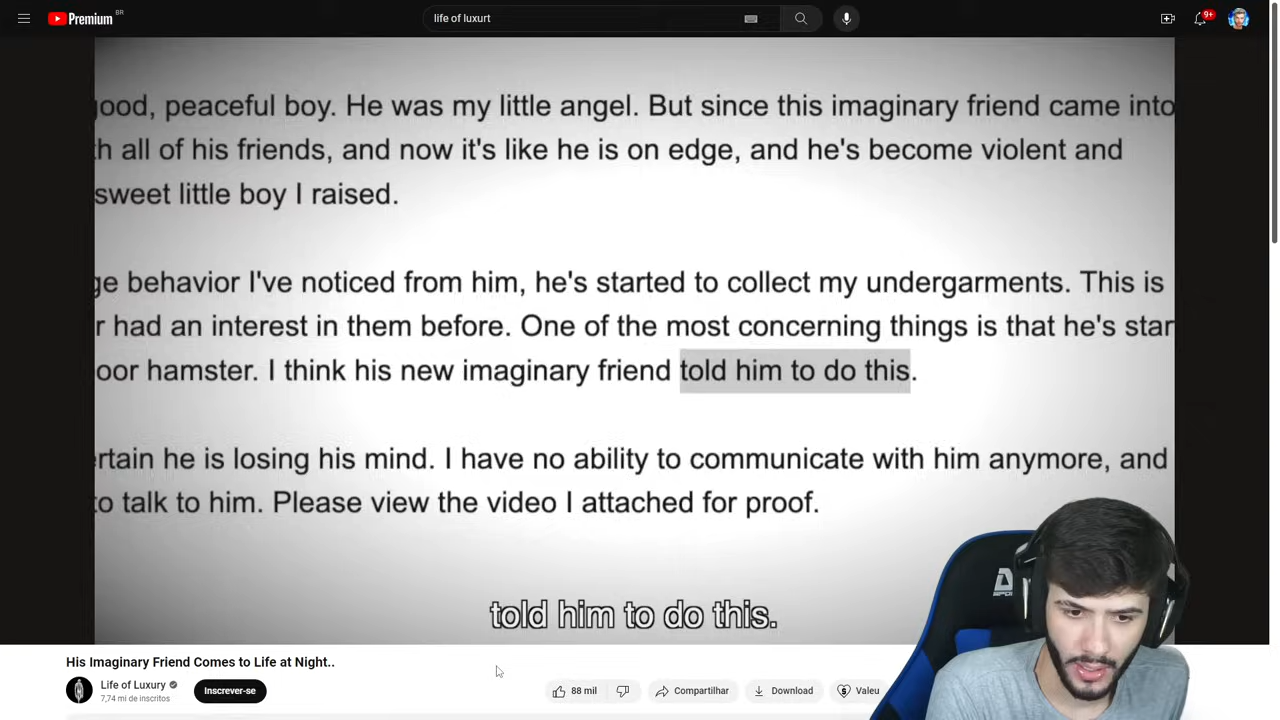 Premium BR
life of luxurt
9+
good, peaceful boy. He was my little angel. But since this imaginary friend came into
th all of his friends, and now it's like he is on edge, and he's become violent and
sweet little boy I raised.
ge behavior I've noticed from him, he's started to collect my undergarments. This is
r had an interest in them before. One of the most concerning things is that he's star
oor hamster. I think his new imaginary friend told him to do this.
ertain he is losing his mind. I have no ability to communicate with him anymore, and
to talk to him. Please view the video I attached for proof.
told him to do this.
His Imaginary Friend Comes to Life at Night..
Life of Luxury
7,74 mi de inscritos
Inscrever-se
88 mil
Compartilhar
Download
Valeu